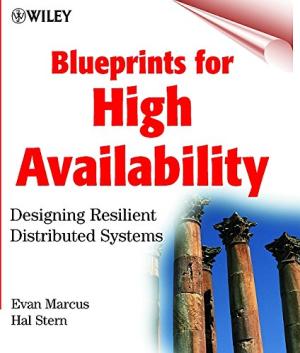 WILEY
Blueprints for
High
Availability
Designing Resilient
Distributed Systems
Evan Marcus
Hal Stern